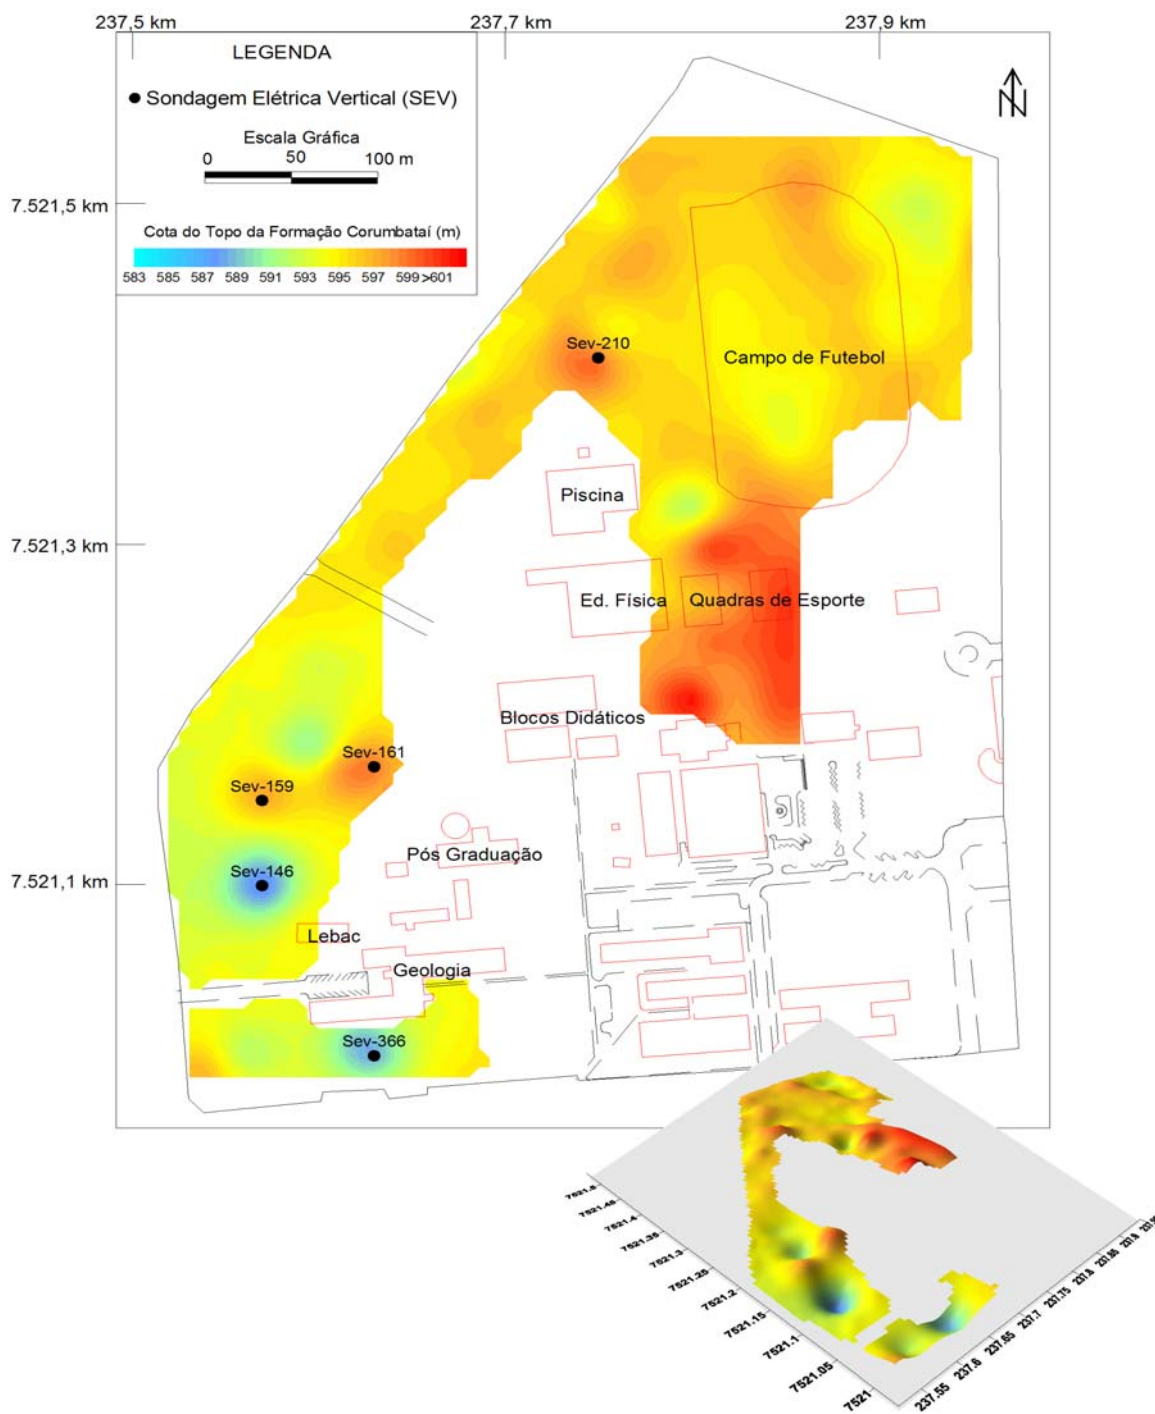 237,5 km 237,7 km 237,9 km
LEGENDA
Sondagem Elétrica Vertical (SEV)
Escala Gráfica
0 50 100 m
7.521,5 km
Cota do Topo da Formação Corumbataí (m)
583 585 587 589 591 593 595 597 599 >601
N
Sev-210
Campo de Futebol
Piscina
7.521,3 km
Ed. Física
Quadras de Esporte
Blocos Didáticos
Sev-161
Sev-159
Pós Graduação
Sev-146
7.521,1 km
Lebac
Geologia
Sev-366
7521.45
7521.4
7521.35
7521.3
7521.25
7521.2
7521.15
7521.1
7521.05
7521
237.55
237.6
237.65
237.7
237.75
237.8
237.85
237.9